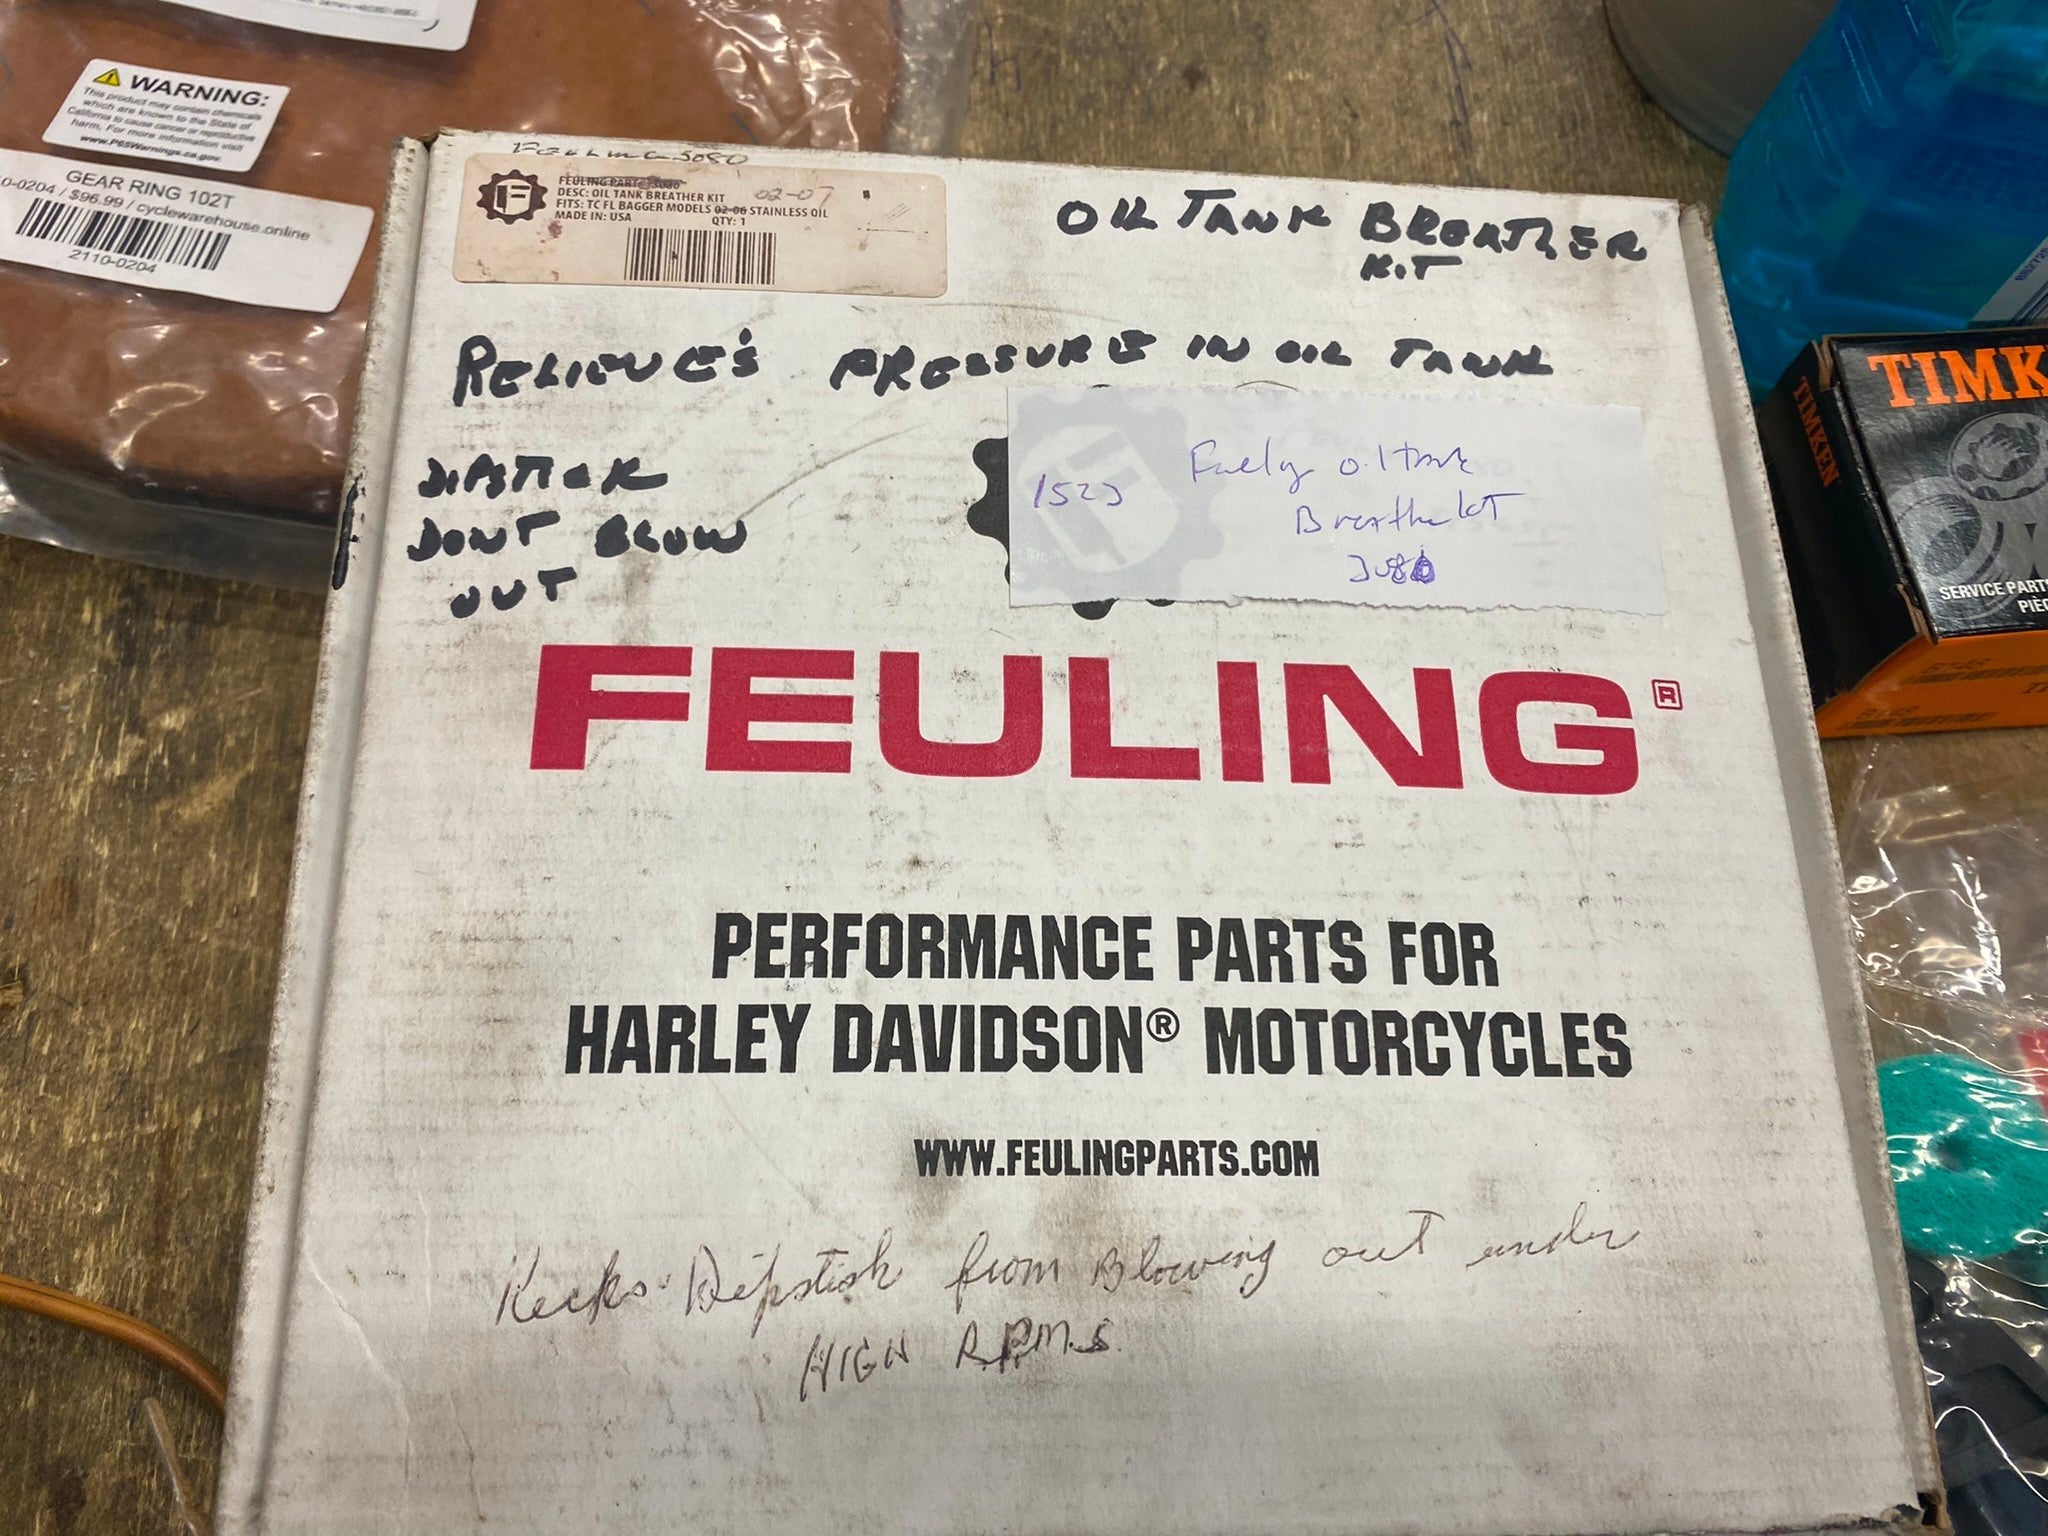 WARNING:
This product may contain chemicals
which are known to the State of
California to cause cancer or reproductive
harm. For more information visit
www.P65Warnings.ca.gov.
GEAR RING 102T
0-0204 / $96.99 / cyclewarehouse.online
2110-0204
FEULING PART# 3080
DESC: OIL TANK BREATHER KIT
02-07
FITS: TC FL BAGGER MODELS 02-06 STAINLESS OIL
MADE IN: USA
QTY: 1
OIL TANK BREATHER
KIT
RELIEVE'S PRESSURE IN OIL TANK
DIPSTICK
DONT BLOW
OUT
1523
oil tank
FEULING®
PERFORMANCE PARTS FOR
HARLEY DAVIDSON® MOTORCYCLES
WWW.FEULINGPARTS.COM
Keeks Dipstick from Blowing out under
HIGH R.P.M.S
TIMK
TIMKEN
SERVICE PARTS
PIÈC